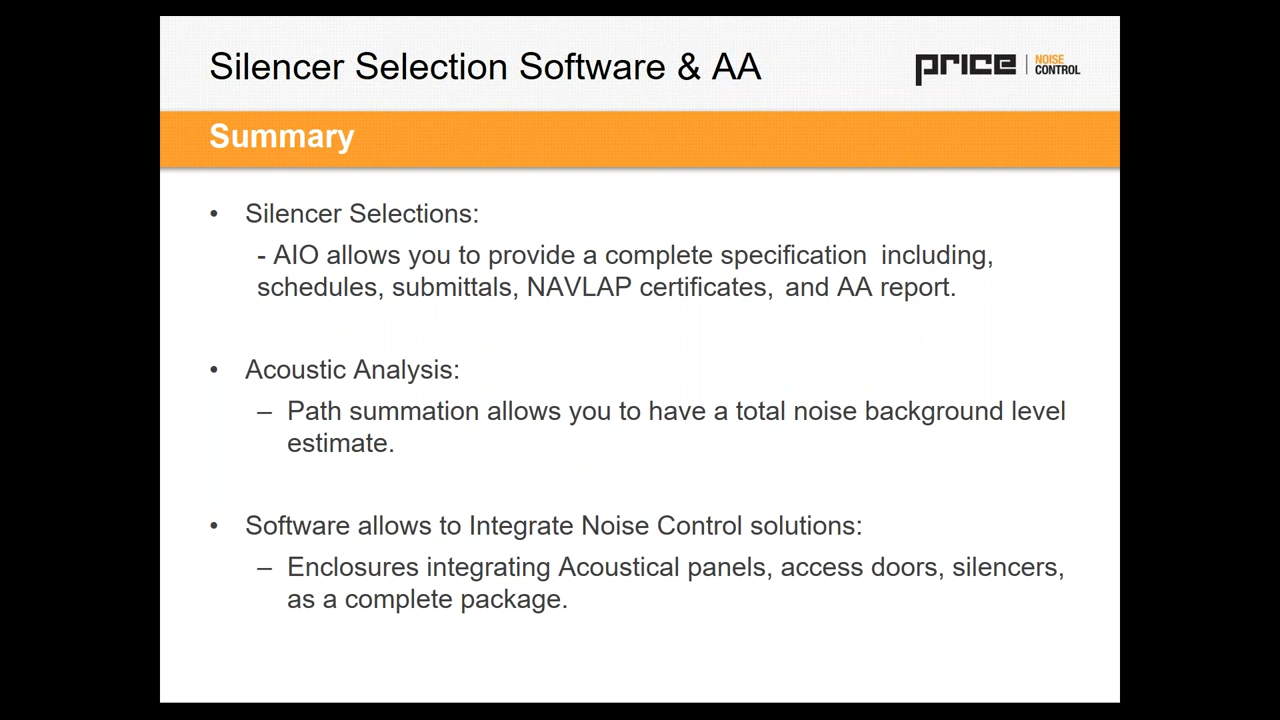 Silencer Selection Software & AA
PRICE
NOISE
CONTROL
Summary
• Silencer Selections:
- AIO allows you to provide a complete specification including,
schedules, submittals, NAVLAP certificates, and AA report.
• Acoustic Analysis:
– Path summation allows you to have a total noise background level
estimate.
• Software allows to Integrate Noise Control solutions:
– Enclosures integrating Acoustical panels, access doors, silencers,
as a complete package.